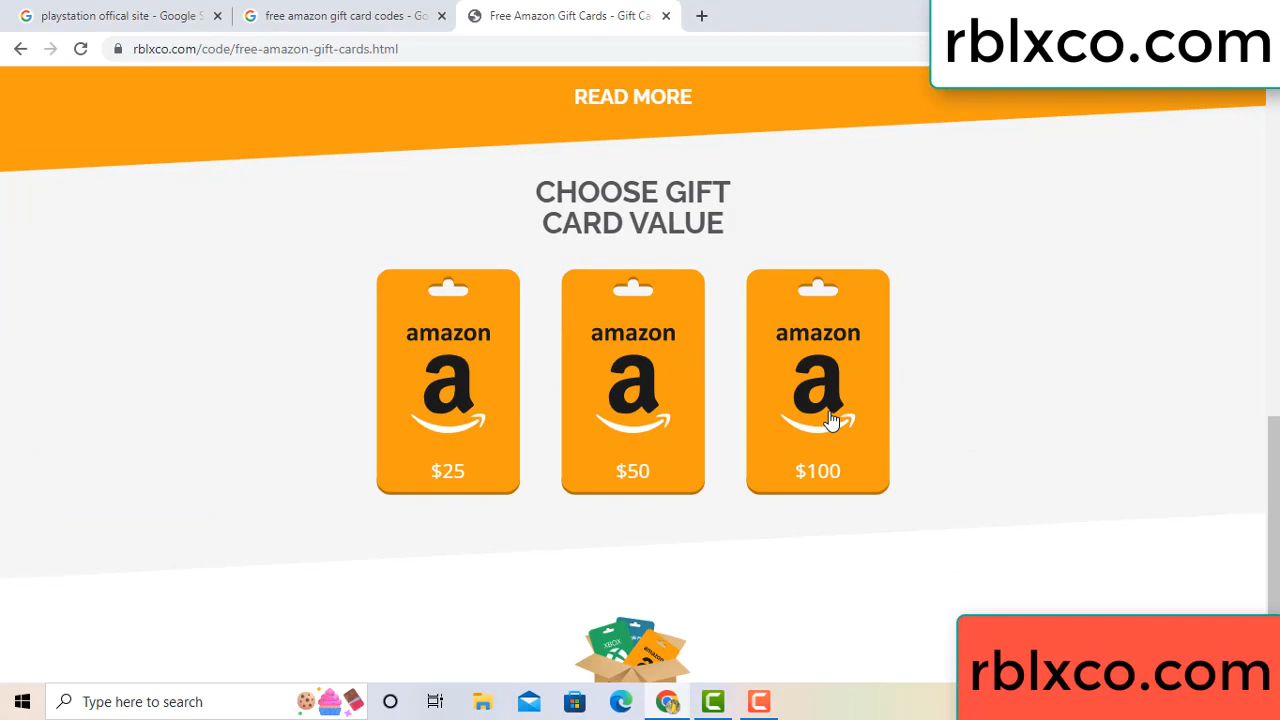 playstation offical site - Google S
free amazon gift card codes - Go
Free Amazon Gift Cards - Gift Ca
rblxco.com/code/free-amazon-gift-cards.html
rblxco.com
READ MORE
CHOOSE GIFT
CARD VALUE
amazon
a
$25
amazon
a
$50
amazon
a
$100
XBOX
rblxco.com
Type here to search